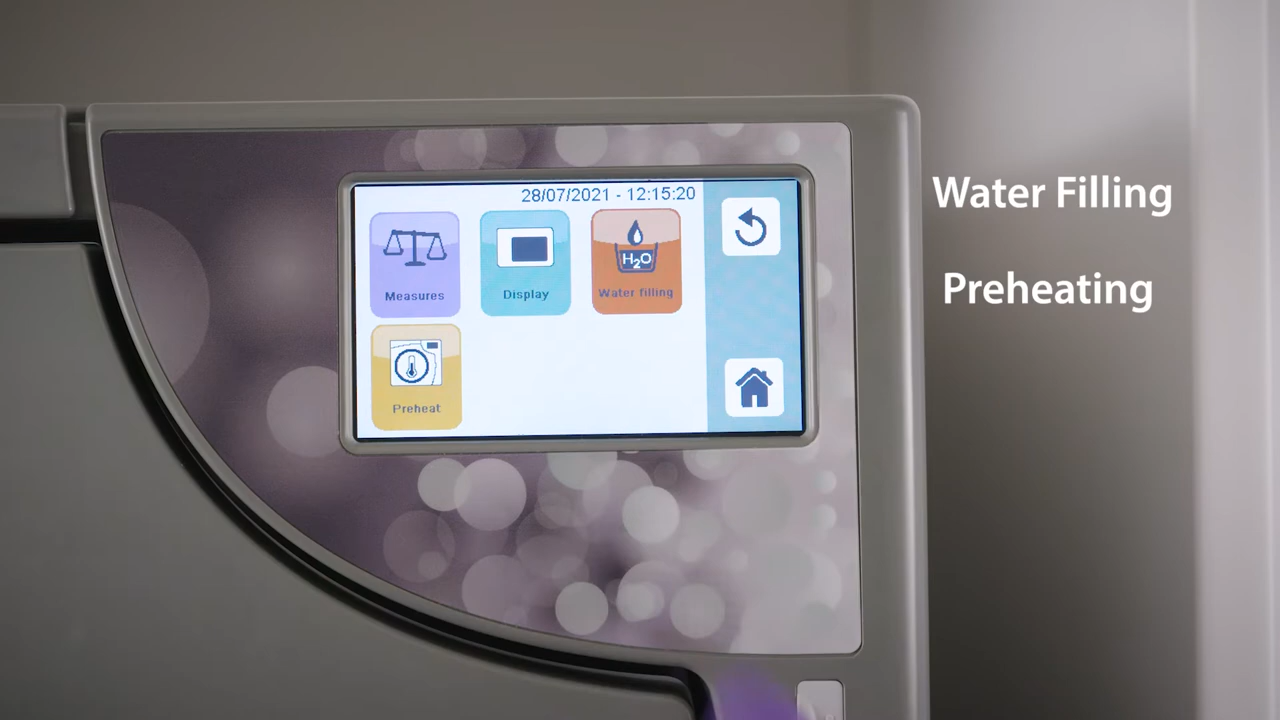 28/07/2021 - 12:15:20
Measures
Display
H2O
Water filling
Preheat
Water Filling
Preheating